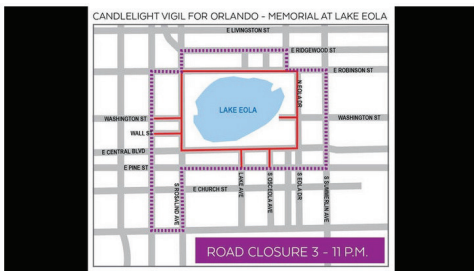 CANDLELIGHT VIGIL FOR ORLANDO - MEMORIAL AT LAKE EOLA
E LIVINGSTON ST
E RIDGEWOOD ST
E ROBINSON ST
N EOLA DR
LAKE EOLA
WASHINGTON ST
WASHINGTON ST
WALL ST
E CENTRAL BLVD
E PINE ST
S ROSALIND AVE
E CHURCH ST
LAKE AVE
S OSCEOLA AVE
S EOLA DR
S SUMMERLIN AVE
ROAD CLOSURE 3 - 11 P.M.